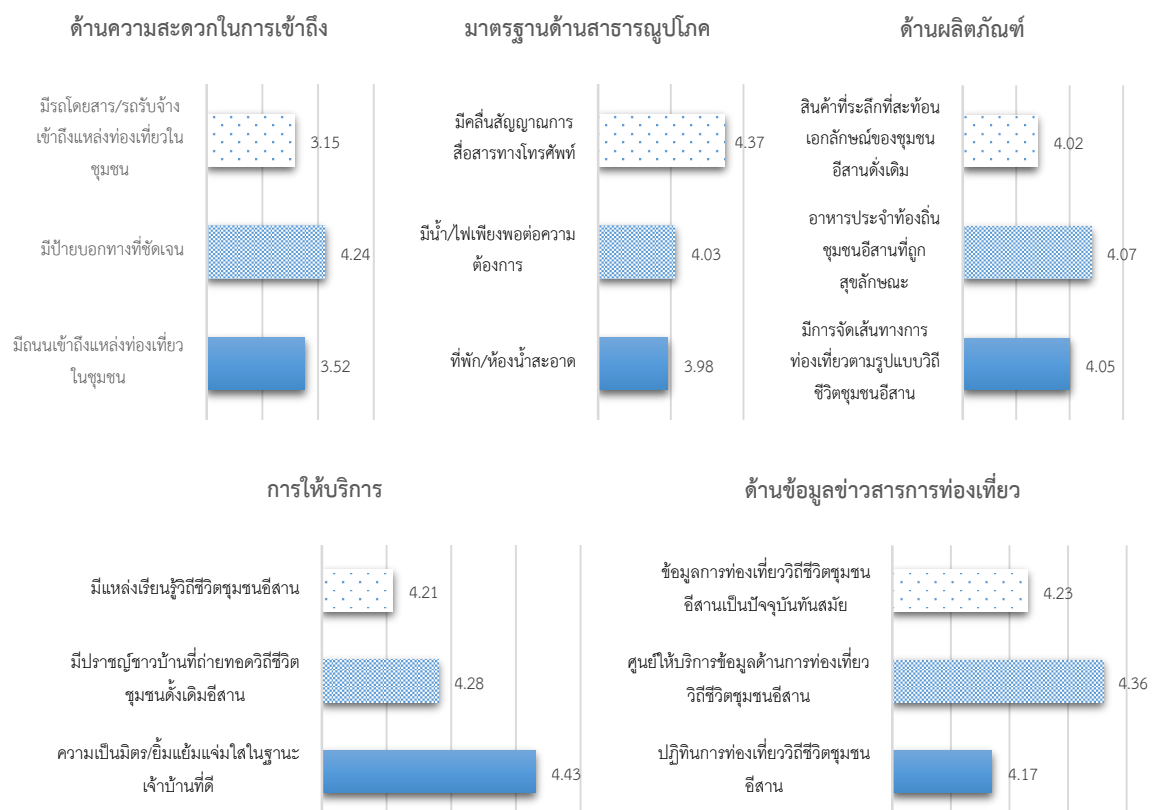 ด้านความสะดวกในการเข้าถึง
มีรถโดยสาร/รถรับจ้าง
เข้าถึงแหล่งท่องเที่ยวใน
ชุมชน
3.15
มีป้ายบอกทางที่ชัดเจน
4.24
มีถนนเข้าถึงแหล่งท่องเที่ยว
ในชุมชน
3.52
มาตรฐานด้านสาธารณูปโภค
มีคลื่นสัญญาณการ
สื่อสารทางโทรศัพท์
4.37
มีน้ำ/ไฟเพียงพอต่อความ
ต้องการ
4.03
ที่พัก/ห้องน้ำสะอาด
3.98
ด้านผลิตภัณฑ์
สินค้าที่ระลึกที่สะท้อน
เอกลักษณ์ของชุมชน
อีสานดั่งเดิม
4.02
อาหารประจำท้องถิ่น
ชุมชนอีสานที่ถูก
สุขลักษณะ
4.07
มีการจัดเส้นทางการ
ท่องเที่ยวตามรูปแบบวิถี
ชีวิตชุมชนอีสาน
4.05
การให้บริการ
มีแหล่งเรียนรู้วิถีชีวิตชุมชนอีสาน
4.21
มีปราชญ์ชาวบ้านที่ถ่ายทอดวิถีชีวิต
ชุมชนดั้งเดิมอีสาน
4.28
ความเป็นมิตร/ยิ้มแย้มแจ่มใสในฐานะ
เจ้าบ้านที่ดี
4.43
ด้านข้อมูลข่าวสารการท่องเที่ยว
ข้อมูลการท่องเที่ยววิถีชีวิตชุมชน
อีสานเป็นปัจจุบันทันสมัย
4.23
ศูนย์ให้บริการข้อมูลด้านการท่องเที่ยว
วิถีชีวิตชุมชนอีสาน
4.36
ปฏิทินการท่องเที่ยววิถีชีวิตชุมชน
อีสาน
4.17